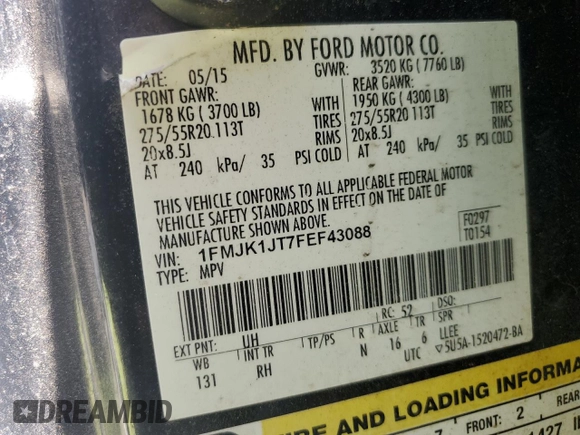 MFD. BY FORD MOTOR CO.
DATE: 05/15 GVWR: 3520 KG ( 7760 LB)
FRONT GAWR: REAR GAWR:
1678 KG ( 3700 LB) WITH 1950 KG ( 4300 LB) WITH
275/55R20 113T TIRES 275/55R20 113T TIRES
20x8.5J RIMS 20x8.5J RIMS
AT 240 kPa/ 35 PSI COLD AT 240 kPa/ 35 PSI COLD
THIS VEHICLE CONFORMS TO ALL APPLICABLE FEDERAL MOTOR
VEHICLE SAFETY STANDARDS IN EFFECT ON THE DATE OF
MANUFACTURE SHOWN ABOVE.
VIN: 1FMJK1JT7FEF43088 F0297
TYPE: MPV T0154
EXT PNT: UH RC: 52 DSO:
WB INT TR TP/PS R AXLE TR SPR
131 RH N 16 6 LLEE
UTC ▽5U5A-1520472-BA
TIRE AND LOADING INFORMA
FRONT: 2 REAR
DREAMBID